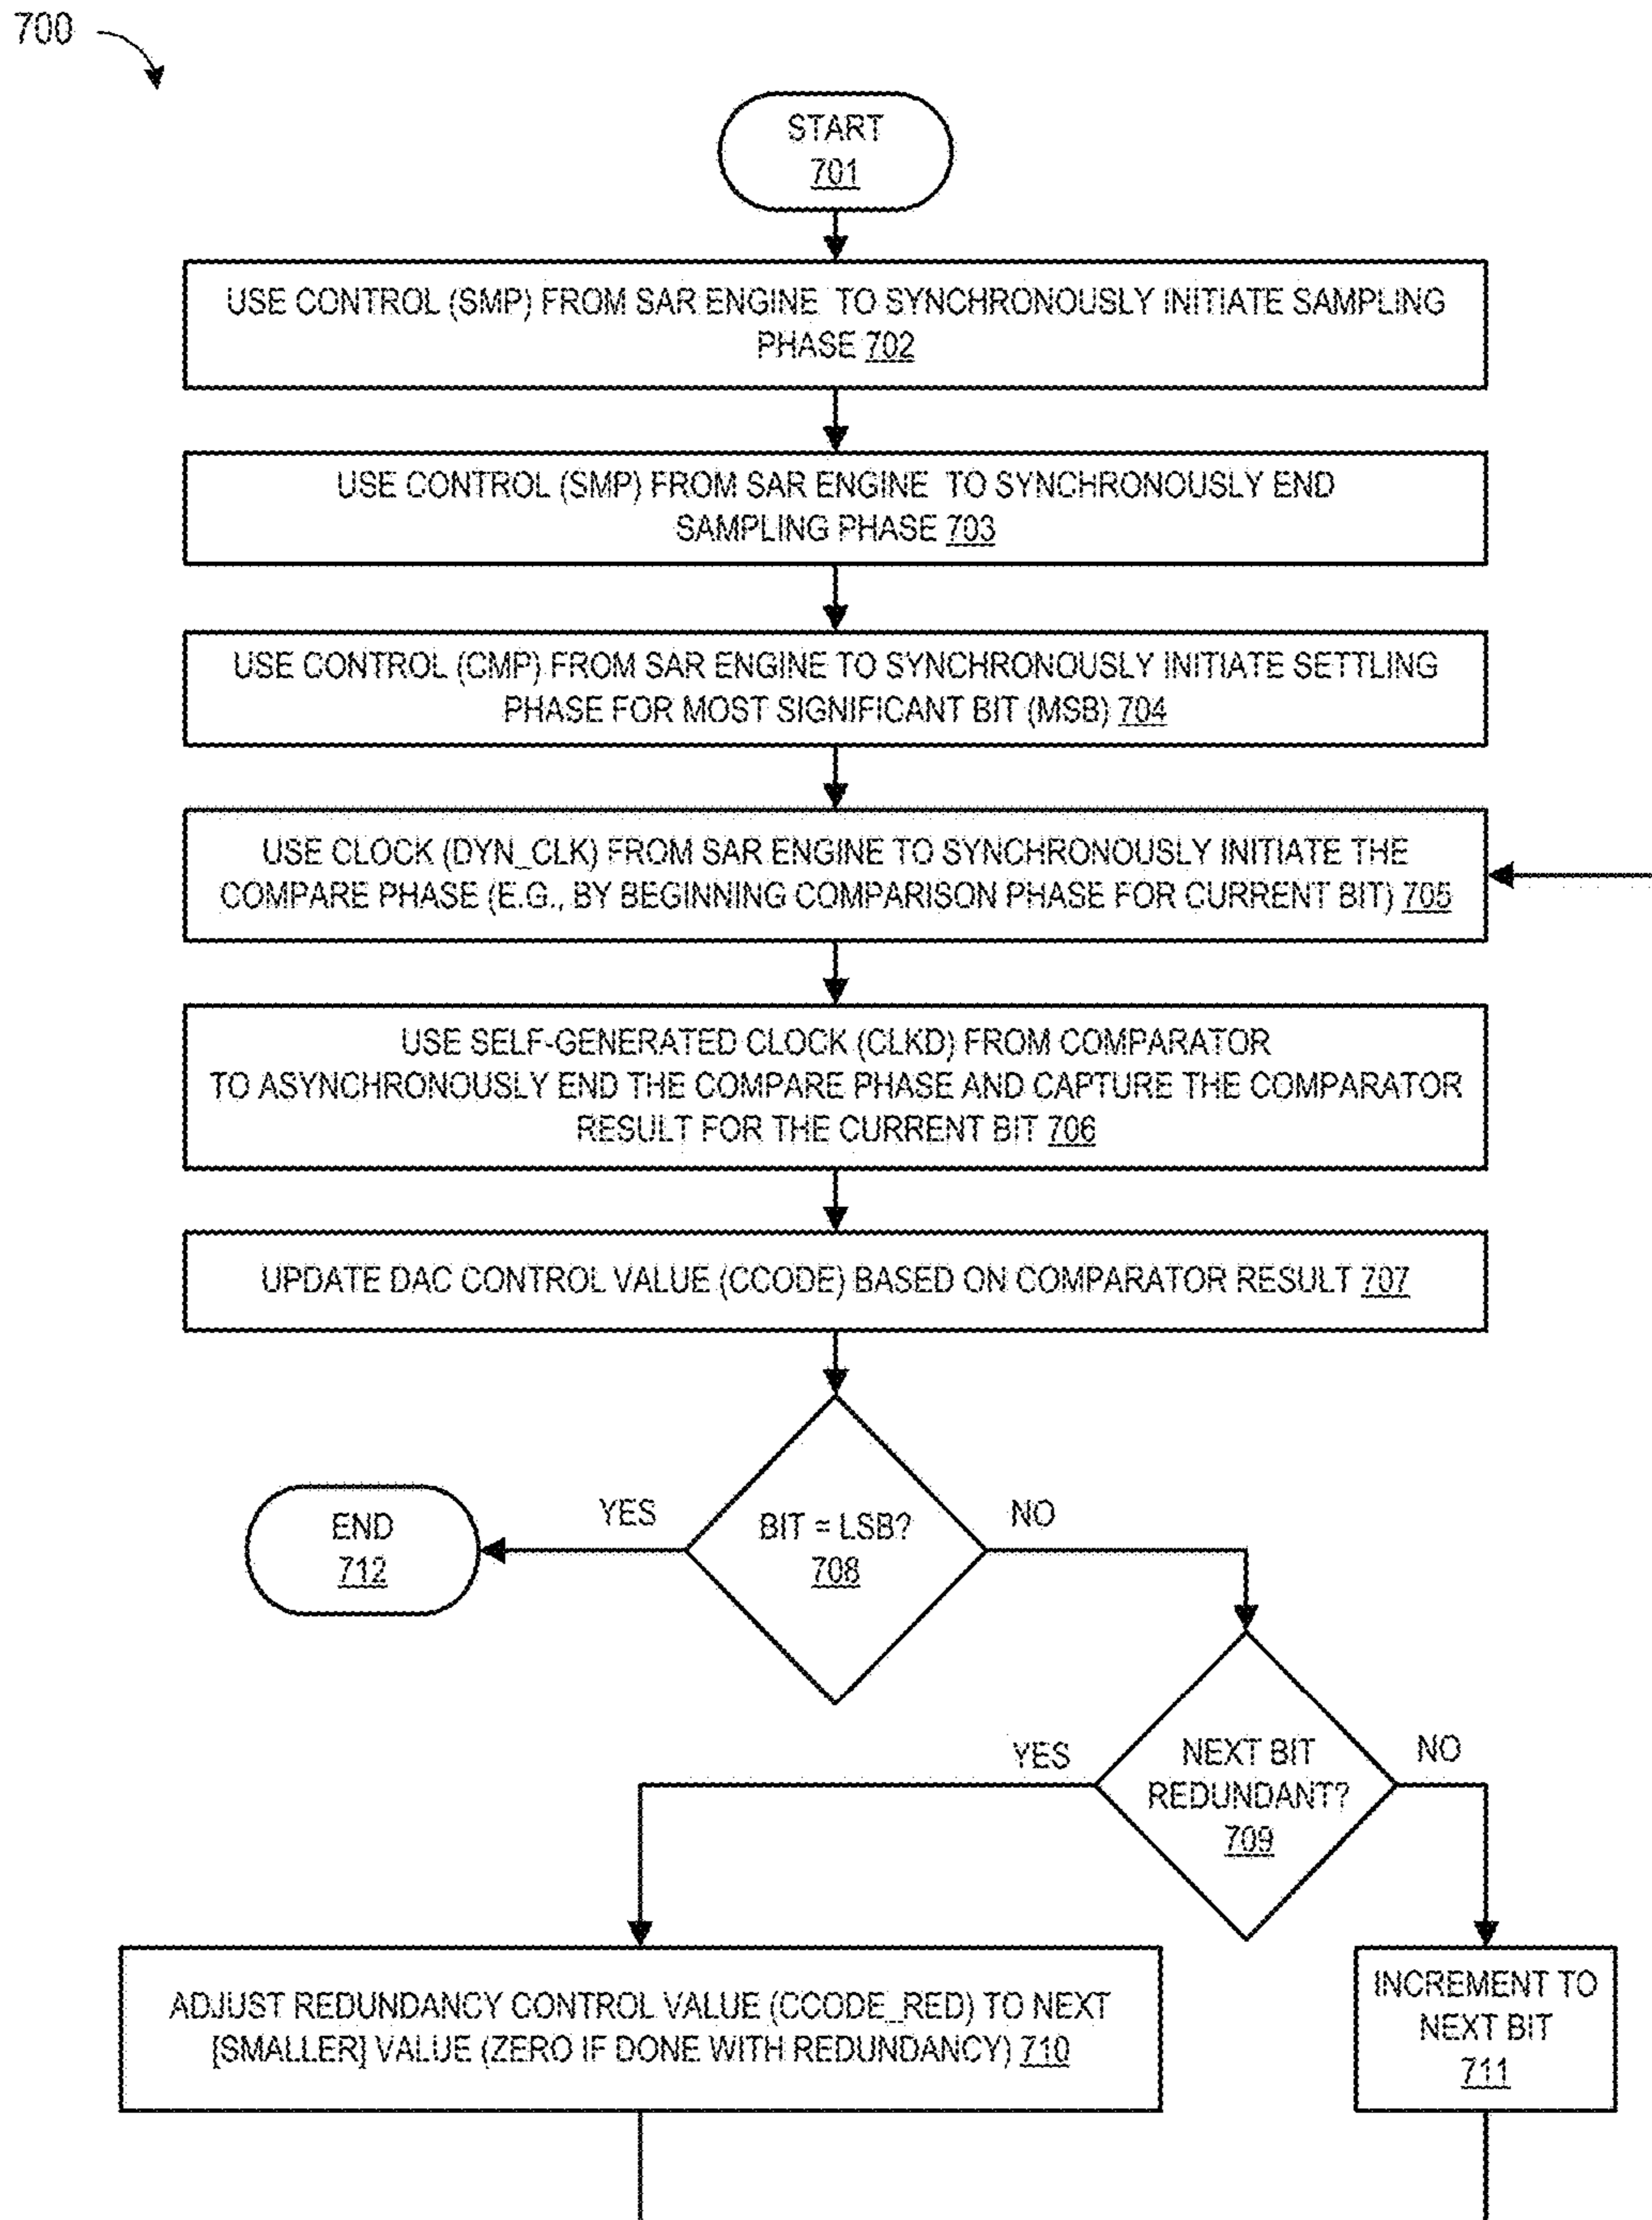 700
START
701
USE CONTROL (SMP) FROM SAR ENGINE TO SYNCHRONOUSLY INITIATE SAMPLING
PHASE 702
USE CONTROL (SMP) FROM SAR ENGINE TO SYNCHRONOUSLY END
SAMPLING PHASE 703
USE CONTROL (CMP) FROM SAR ENGINE TO SYNCHRONOUSLY INITIATE SETTLING
PHASE FOR MOST SIGNIFICANT BIT (MSB) 704
USE CLOCK (DYN_CLK) FROM SAR ENGINE TO SYNCHRONOUSLY INITIATE THE
COMPARE PHASE (E.G., BY BEGINNING COMPARISON PHASE FOR CURRENT BIT) 705
USE SELF-GENERATED CLOCK (CLKD) FROM COMPARATOR
TO ASYNCHRONOUSLY END THE COMPARE PHASE AND CAPTURE THE COMPARATOR
RESULT FOR THE CURRENT BIT 706
UPDATE DAC CONTROL VALUE (CCODE) BASED ON COMPARATOR RESULT 707
BIT = LSB?
708
YES
NO
END
712
NEXT BIT
REDUNDANT?
709
YES
NO
ADJUST REDUNDANCY CONTROL VALUE (CCODE_RED) TO NEXT
[SMALLER] VALUE (ZERO IF DONE WITH REDUNDANCY) 710
INCREMENT TO
NEXT BIT
711